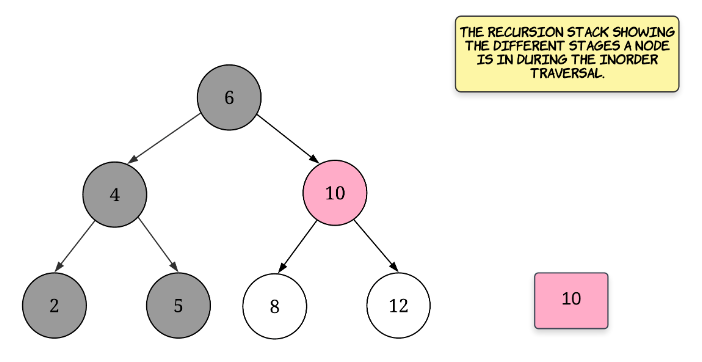 THE RECURSION STACK SHOWING
THE DIFFERENT STAGES A NODE
IS IN DURING THE INORDER
TRAVERSAL.
6
4
10
2
5
8
12
10